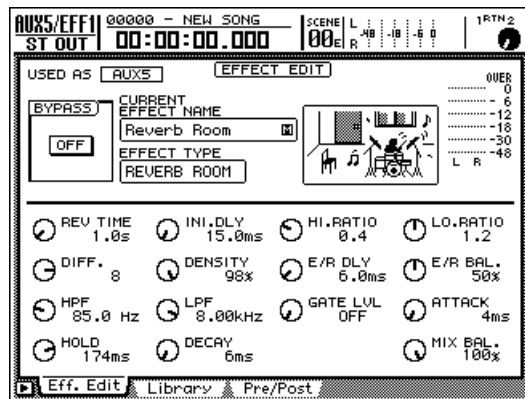 AUX5/EFF1 00000 - NEW SONG SCENE L 1RTN2
ST OUT 00:00:00.000 00E R -48 -18 -6 0
USED AS AUX5 EFFECT EDIT OVER
0
BYPASS CURRENT 6
EFFECT NAME -12
Reverb Room M -18
OFF -30
EFFECT TYPE -48
REVERB ROOM L R
REV TIME INI.DLY HI.RATIO LO.RATIO
1.0s 15.0ms 0.4 1.2
DIFF. DENSITY E/R DLY E/R BAL.
8 98% 6.0ms 50%
HPF LPF GATE LVL ATTACK
85.0 Hz 8.00kHz OFF 4ms
HOLD DECAY MIX BAL.
174ms 6ms 100%
Eff. Edit Library Pre/Post